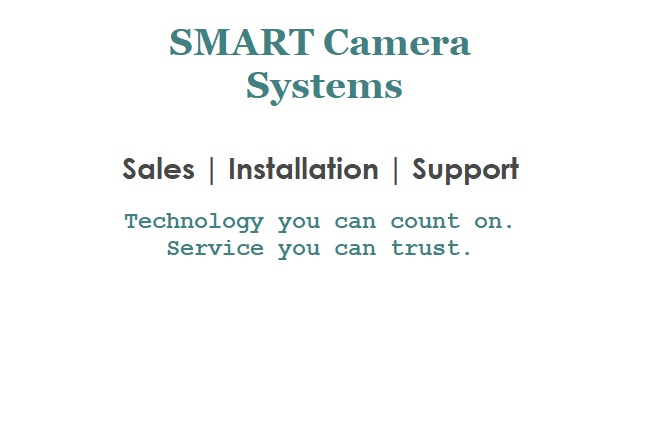 SMART Camera
Systems
Sales | Installation | Support
Technology you can count on.
Service you can trust.